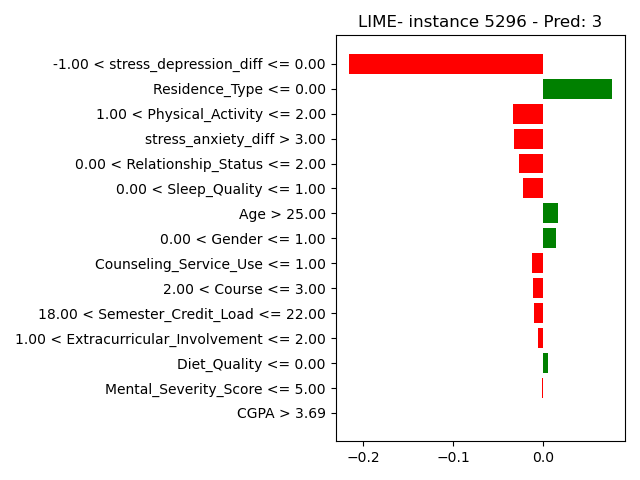 LIME- instance 5296 - Pred: 3
-1.00 < stress_depression_diff <= 0.00
Residence_Type <= 0.00
1.00 < Physical_Activity <= 2.00
stress_anxiety_diff > 3.00
0.00 < Relationship_Status <= 2.00
0.00 < Sleep_Quality <= 1.00
Age > 25.00
0.00 < Gender <= 1.00
Counseling_Service_Use <= 1.00
2.00 < Course <= 3.00
18.00 < Semester_Credit_Load <= 22.00
1.00 < Extracurricular_Involvement <= 2.00
Diet_Quality <= 0.00
Mental_Severity_Score <= 5.00
CGPA > 3.69
−0.2 −0.1 0.0